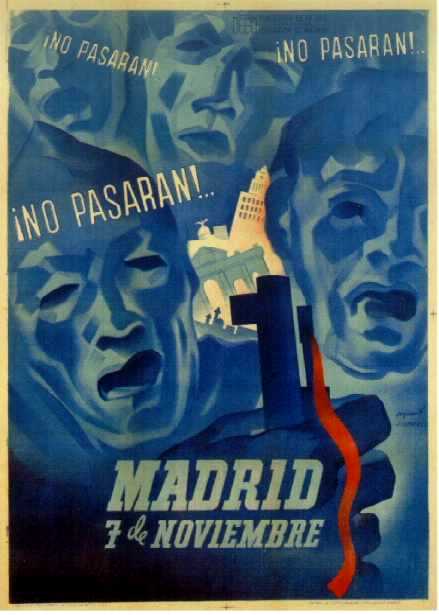 ¡NO PASARAN!
¡NO PASARAN!..
¡NO PASARAN!..
MADRID
7 de NOVIEMBRE